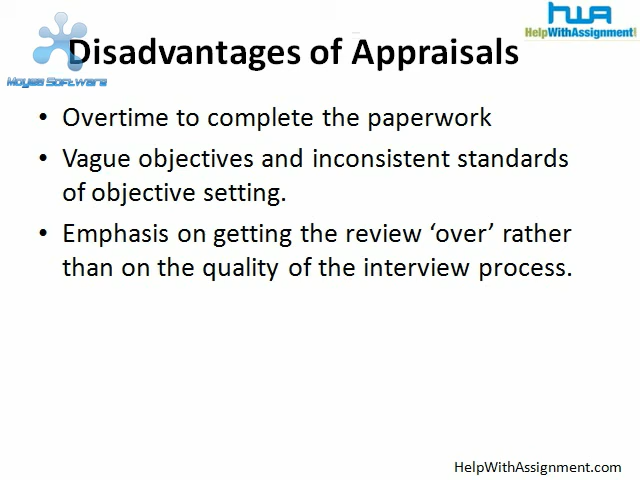 HWA
HelpWithAssignment!
Disadvantages of Appraisals
Moyea Software
• Overtime to complete the paperwork
• Vague objectives and inconsistent standards
of objective setting.
• Emphasis on getting the review ‘over’ rather
than on the quality of the interview process.
HelpWithAssignment.com